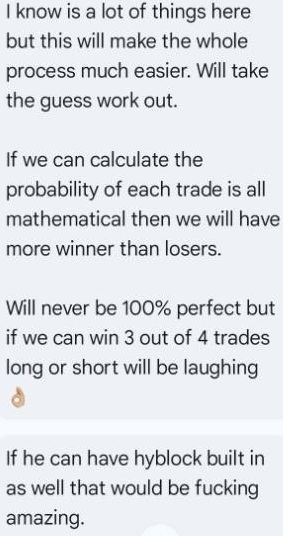 I know is a lot of things here
but this will make the whole
process much easier. Will take
the guess work out.
If we can calculate the
probability of each trade is all
mathematical then we will have
more winner than losers.
Will never be 100% perfect but
if we can win 3 out of 4 trades
long or short will be laughing
👌🏼
If he can have hyblock built in
as well that would be fucking
amazing.